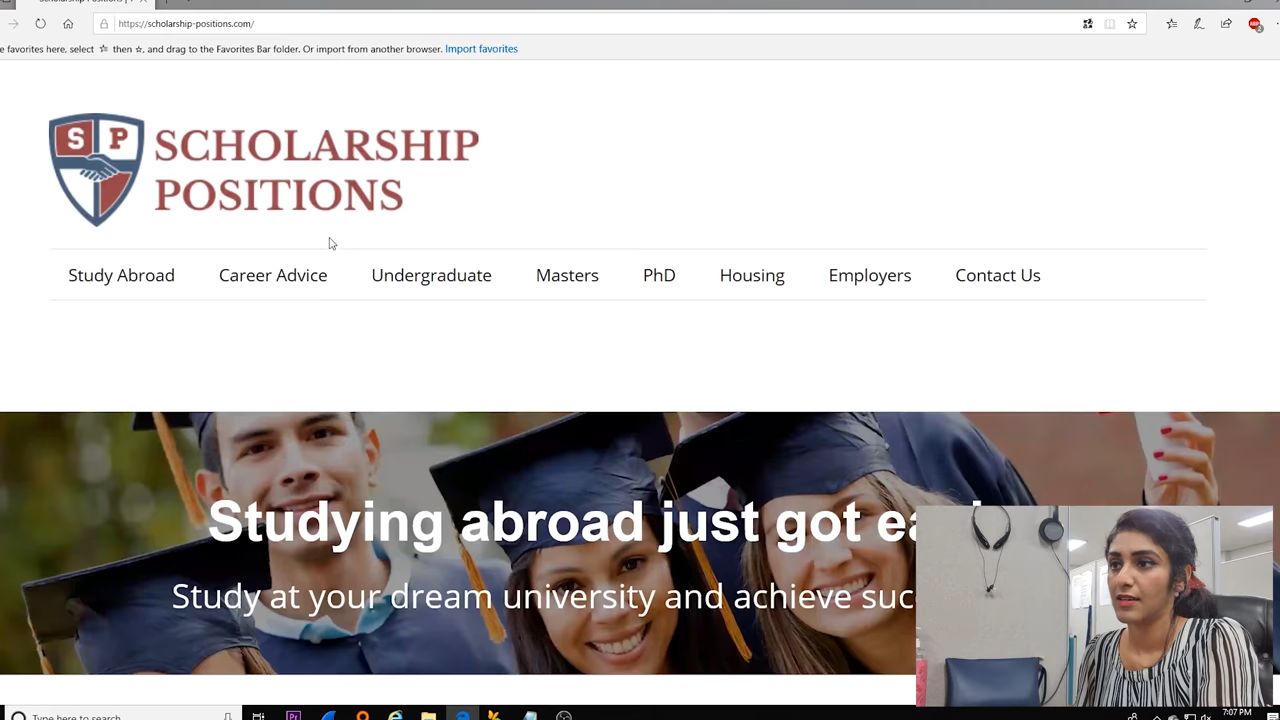 https://scholarship-positions.com/
e favorites here, select ☆ then ☆, and drag to the Favorites Bar folder. Or import from another browser. Import favorites
S P
SCHOLARSHIP
POSITIONS
Study Abroad Career Advice Undergraduate Masters PhD Housing Employers Contact Us
Studying abroad just got ea
Study at your dream university and achieve suc
Type here to search
7:07 PM